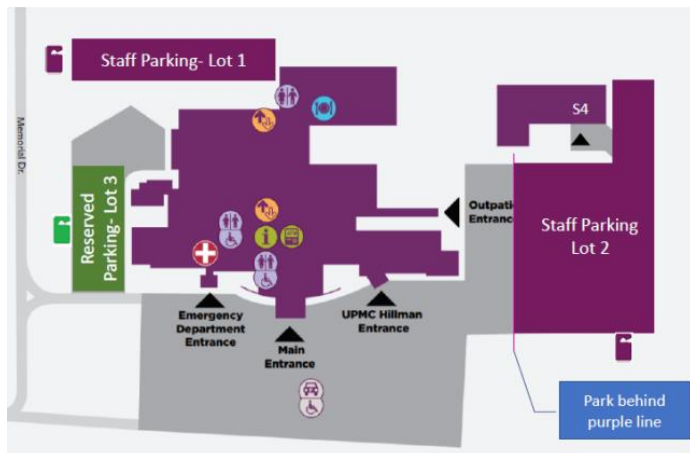 Staff Parking- Lot 1
S4
Memorial Dr.
Reserved
Parking- Lot 3
Outpati
Entranc
Staff Parking
Lot 2
i
Emergency
Department
Entrance
UPMC Hillman
Entrance
Main
Entrance
Park behind
purple line